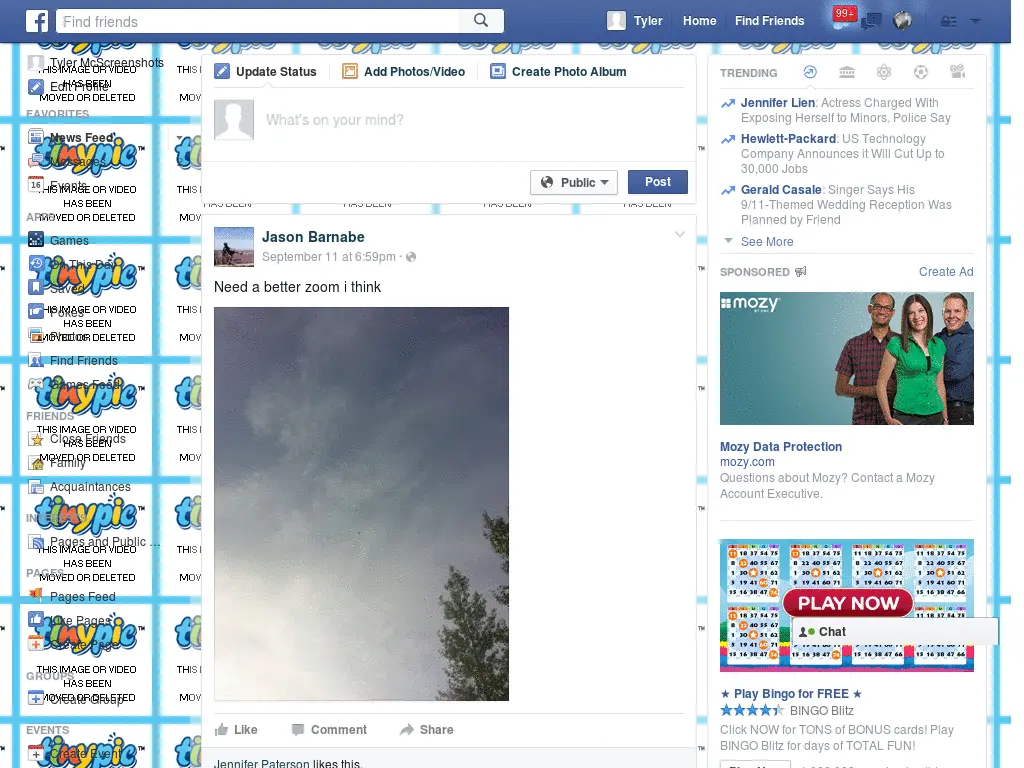 Find friends
Tyler
Home
Find Friends
99+
Tyler McScreenshots
Edit Profile
FAVORITES
News Feed
Messages
Events
16
APPS
Games
On This Day
Saved
Pokes
Photos
Find Friends
Games Feed
FRIENDS
Close Friends
Family
Acquaintances
INTERESTS
Pages and Public ...
PAGES
Pages Feed
Like Pages
Create Page
GROUPS
Create Group
EVENTS
Create Event
tinypic™
THIS IMAGE OR VIDEO
HAS BEEN
MOVED OR DELETED
Update Status
Add Photos/Video
Create Photo Album
What's on your mind?
Public
Post
Jason Barnabe
September 11 at 6:59pm ·
Need a better zoom i think
Like
Comment
Share
Jennifer Paterson likes this.
TRENDING
Jennifer Lien: Actress Charged With
Exposing Herself to Minors, Police Say
Hewlett-Packard: US Technology
Company Announces it Will Cut Up to
30,000 Jobs
Gerald Casale: Singer Says His
9/11-Themed Wedding Reception Was
Planned by Friend
See More
SPONSORED
Create Ad
mozy
Mozy Data Protection
mozy.com
Questions about Mozy? Contact a Mozy
Account Executive.
PLAY NOW
Chat
★ Play Bingo for FREE ★
BINGO Blitz
Click NOW for TONS of BONUS cards! Play
BINGO Blitz for days of TOTAL FUN!